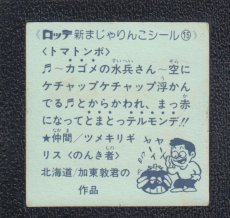 ロッテ 新まじゃりんこシール ⑮
<トマトンボ>
♬～カゴメの水兵さん～空に
ケチャップケチャップ浮かん
でる♬とからかわれ、まっ赤
になってとまとっテルモンデ!!
★仲間/ツメキリギ
リス<のんき者>
北海道/加東敦君の
作品